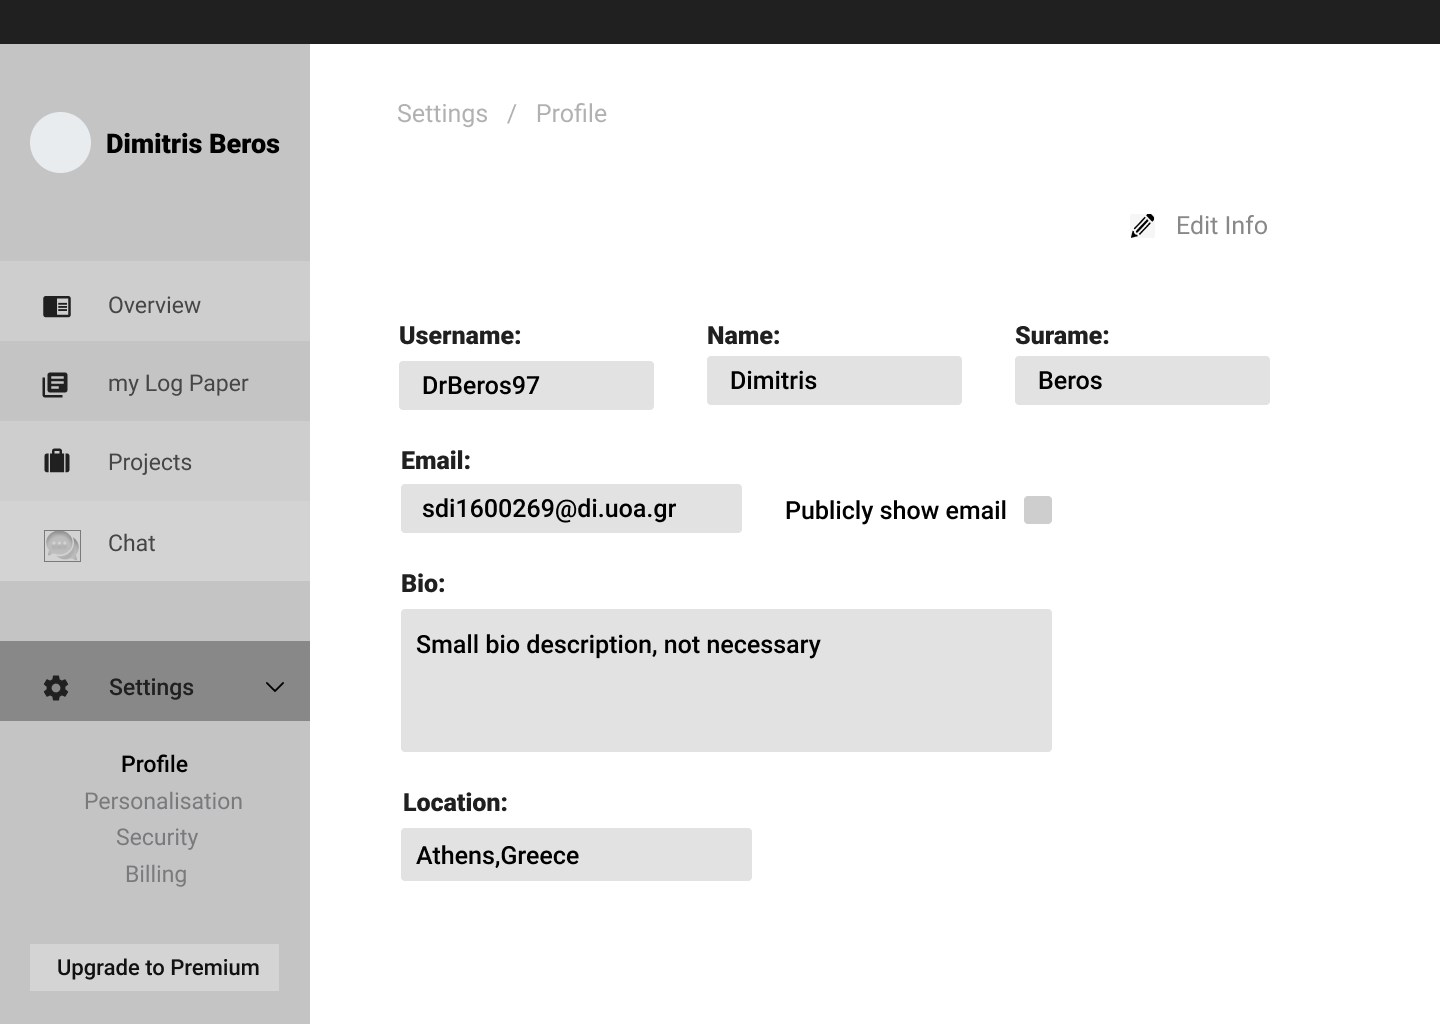 Dimitris Beros
Overview
my Log Paper
Projects
Chat
Settings
Profile
Personalisation
Security
Billing
Upgrade to Premium
Settings / Profile
Edit Info
Username: Name: Surame:
DrBeros97 Dimitris Beros
Email:
sdi1600269@di.uoa.gr Publicly show email
Bio:
Small bio description, not necessary
Location:
Athens,Greece